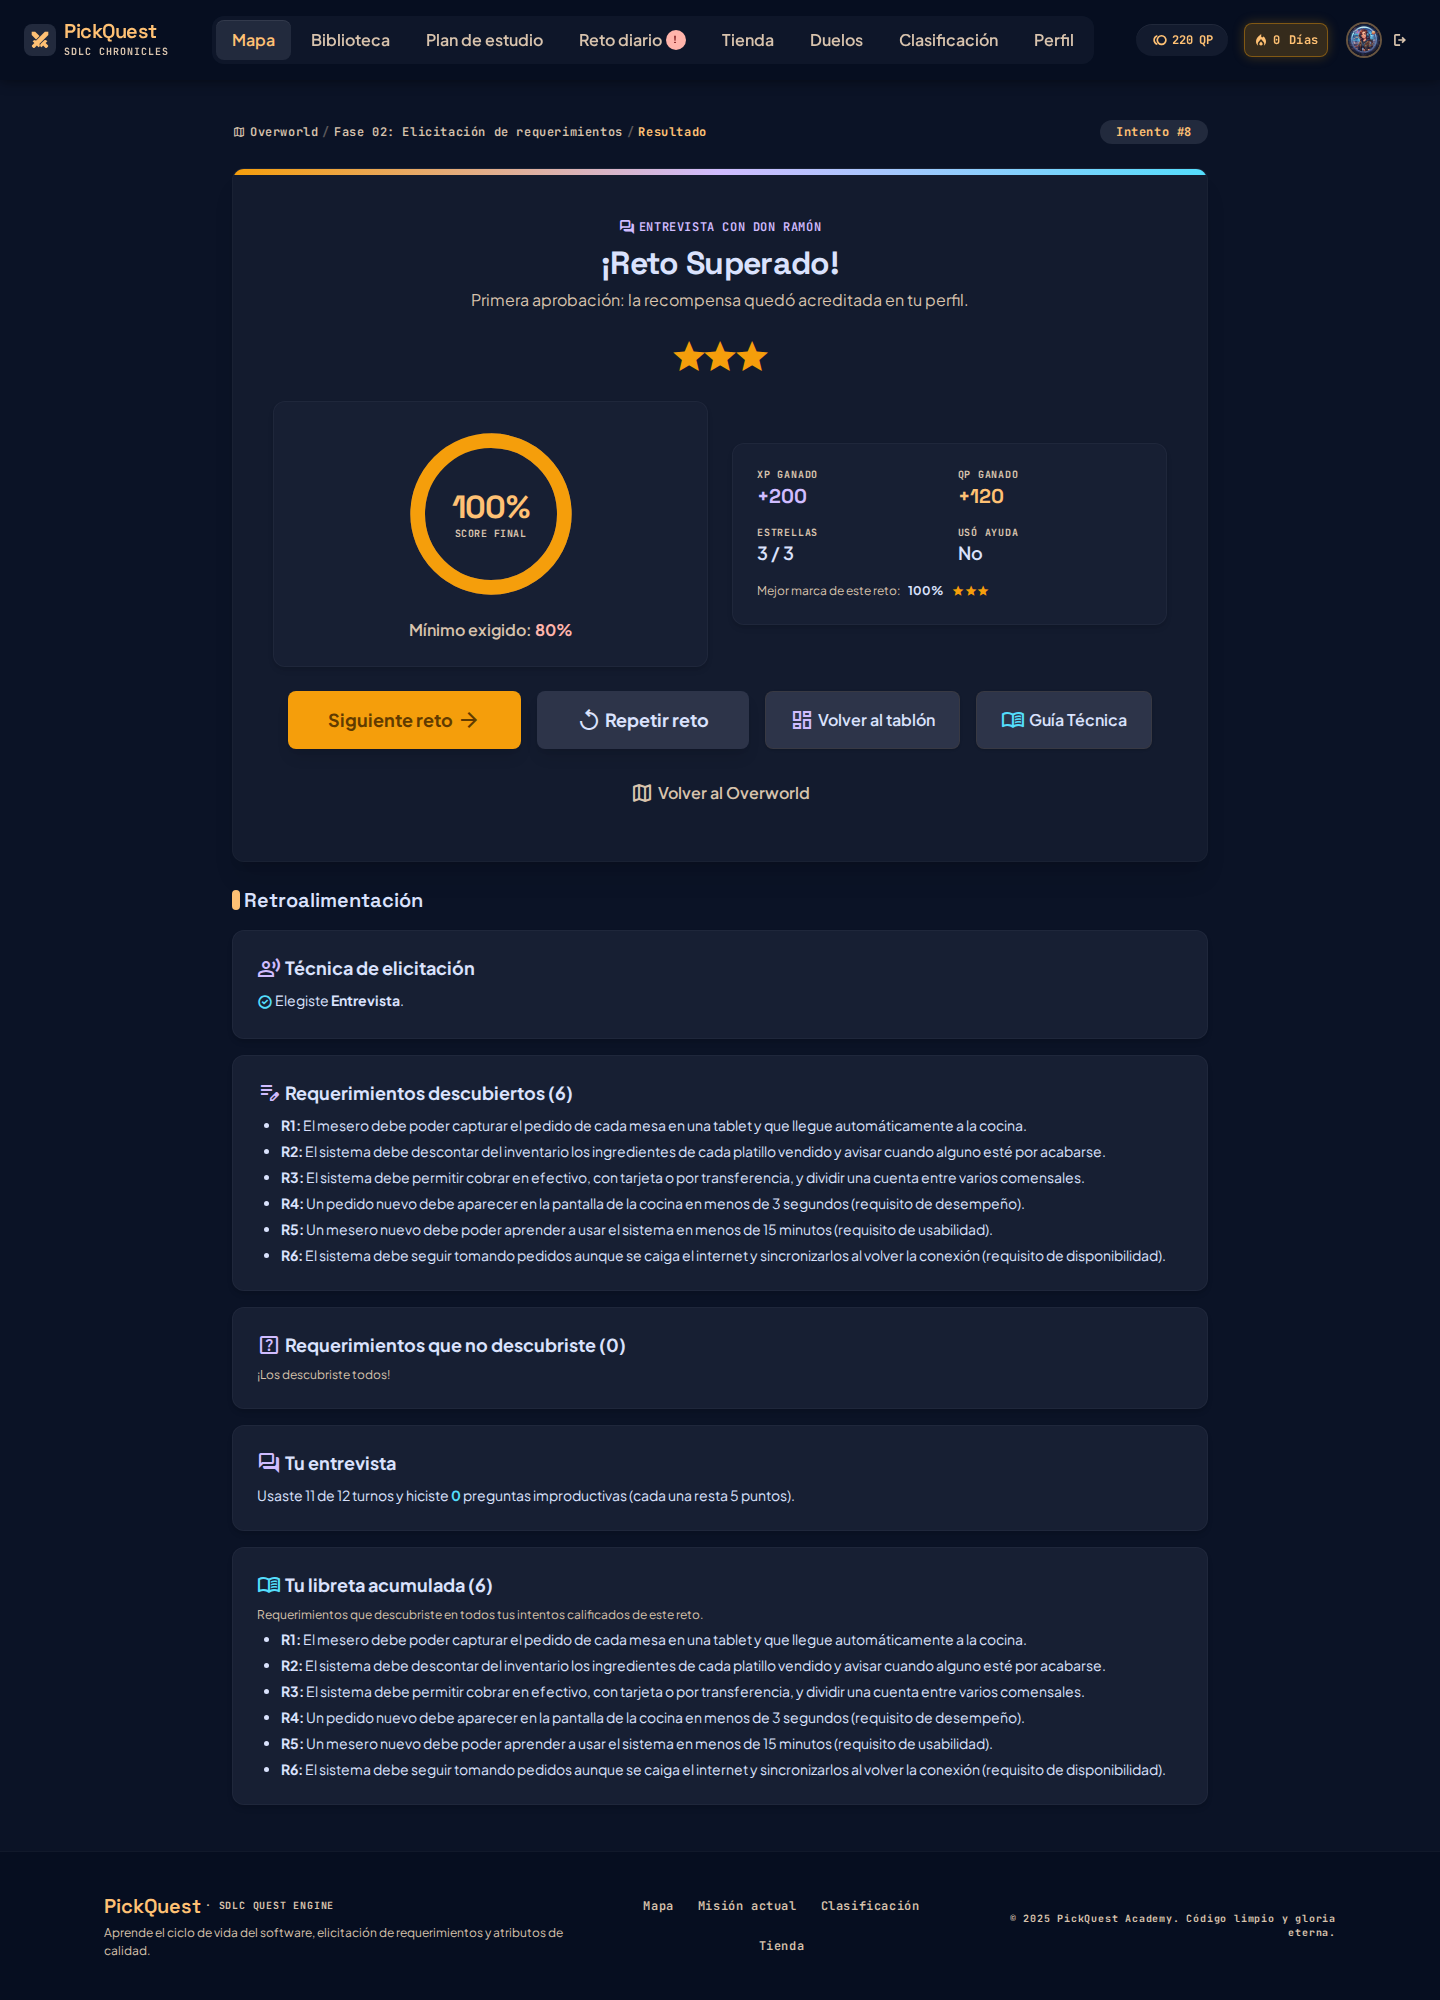 PickQuest
SDLC CHRONICLES
Mapa
Biblioteca
Plan de estudio
Reto diario !
Tienda
Duelos
Clasificación
Perfil
220 QP
0 Días
Overworld / Fase 02: Elicitación de requerimientos / Resultado
Intento #8
ENTREVISTA CON DON RAMÓN
¡Reto Superado!
Primera aprobación: la recompensa quedó acreditada en tu perfil.
100%
SCORE FINAL
Mínimo exigido: 80%
XP GANADO
+200
QP GANADO
+120
ESTRELLAS
3 / 3
USÓ AYUDA
No
Mejor marca de este reto: 100%
Siguiente reto
Repetir reto
Volver al tablón
Guía Técnica
Volver al Overworld
Retroalimentación
Técnica de elicitación
Elegiste Entrevista.
Requerimientos descubiertos (6)
R1: El mesero debe poder capturar el pedido de cada mesa en una tablet y que llegue automáticamente a la cocina.
R2: El sistema debe descontar del inventario los ingredientes de cada platillo vendido y avisar cuando alguno esté por acabarse.
R3: El sistema debe permitir cobrar en efectivo, con tarjeta o por transferencia, y dividir una cuenta entre varios comensales.
R4: Un pedido nuevo debe aparecer en la pantalla de la cocina en menos de 3 segundos (requisito de desempeño).
R5: Un mesero nuevo debe poder aprender a usar el sistema en menos de 15 minutos (requisito de usabilidad).
R6: El sistema debe seguir tomando pedidos aunque se caiga el internet y sincronizarlos al volver la conexión (requisito de disponibilidad).
Requerimientos que no descubriste (0)
¡Los descubriste todos!
Tu entrevista
Usaste 11 de 12 turnos y hiciste 0 preguntas improductivas (cada una resta 5 puntos).
Tu libreta acumulada (6)
Requerimientos que descubriste en todos tus intentos calificados de este reto.
R1: El mesero debe poder capturar el pedido de cada mesa en una tablet y que llegue automáticamente a la cocina.
R2: El sistema debe descontar del inventario los ingredientes de cada platillo vendido y avisar cuando alguno esté por acabarse.
R3: El sistema debe permitir cobrar en efectivo, con tarjeta o por transferencia, y dividir una cuenta entre varios comensales.
R4: Un pedido nuevo debe aparecer en la pantalla de la cocina en menos de 3 segundos (requisito de desempeño).
R5: Un mesero nuevo debe poder aprender a usar el sistema en menos de 15 minutos (requisito de usabilidad).
R6: El sistema debe seguir tomando pedidos aunque se caiga el internet y sincronizarlos al volver la conexión (requisito de disponibilidad).
PickQuest · SDLC QUEST ENGINE
Aprende el ciclo de vida del software, elicitación de requerimientos y atributos de
calidad.
Mapa
Misión actual
Clasificación
Tienda
© 2025 PickQuest Academy. Código limpio y gloria
eterna.